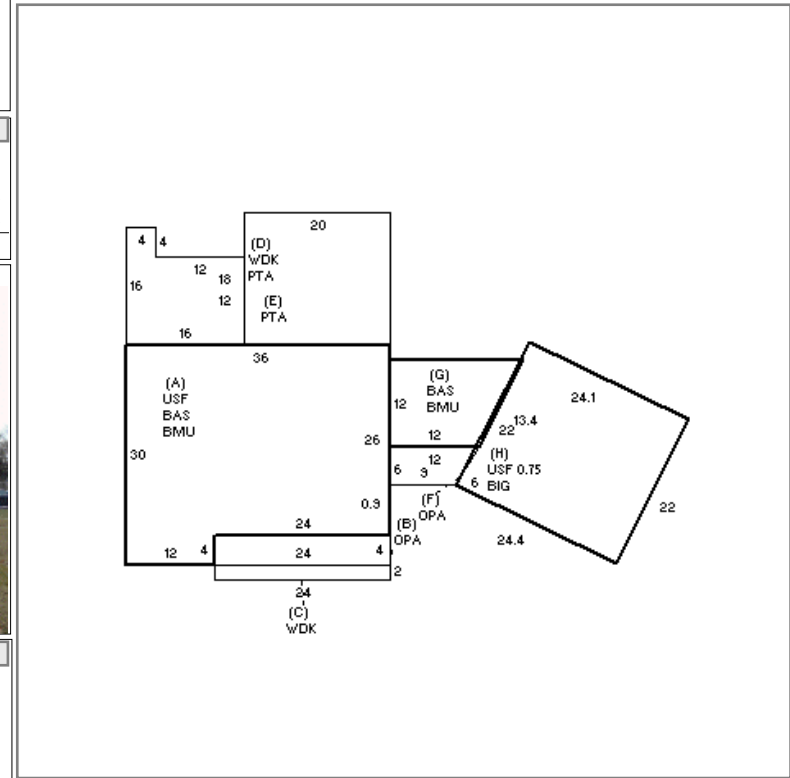 20
4 4
(D)
WDK
PTA
12
18
16
12
(E)
PTA
16
36
(A)
USF
BAS
BMU
(G)
BAS
BMU
12
24.1
13.4
22
12
26
30
12
(H)
USF 0.75
BIG
6 9
6
(F)
OPA
0.9
22
24
(B)
OPA
24.4
12 4
24
4
2
24
(C)
WDK